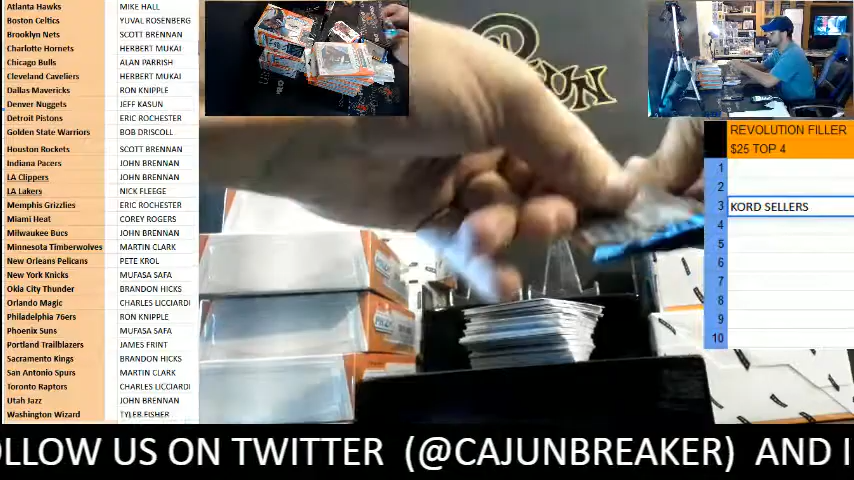 Atlanta Hawks MIKE HALL
Boston Celtics YUVAL ROSENBERG
Brooklyn Nets SCOTT BRENNAN
Charlotte Hornets HERBERT MUKAI
Chicago Bulls ALAN PARRISH
Cleveland Cavaliers HERBERT MUKAI
Dallas Mavericks RON KNIPPLE
Denver Nuggets JEFF KASUN
Detroit Pistons ERIC ROCHESTER
Golden State Warriors BOB DRISCOLL
Houston Rockets SCOTT BRENNAN
Indiana Pacers JOHN BRENNAN
LA Clippers JOHN BRENNAN
LA Lakers NICK FLEEGE
Memphis Grizzlies ERIC ROCHESTER
Miami Heat COREY ROGERS
Milwaukee Bucs JOHN BRENNAN
Minnesota Timberwolves MARTIN CLARK
New Orleans Pelicans PETE KROL
New York Knicks MUFASA SAFA
Okla City Thunder BRANDON HICKS
Orlando Magic CHARLES LICCIARDI
Philadelphia 76ers RON KNIPPLE
Phoenix Suns MUFASA SAFA
Portland Trailblazers JAMES FRINT
Sacramento Kings BRANDON HICKS
San Antonio Spurs MARTIN CLARK
Toronto Raptors CHARLES LICCIARDI
Utah Jazz JOHN BRENNAN
Washington Wizard TYLER FISHER
REVOLUTION FILLER
$25 TOP 4
1
2
3 KORD SELLERS
4
5
6
7
8
9
10
OLLOW US ON TWITTER (@CAJUNBREAKER) AND I